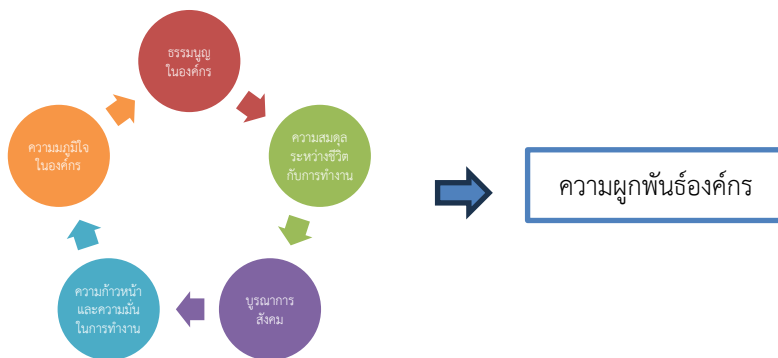 ธรรมนูญ
ในองค์กร
ความสมดุล
ระหว่างชีวิต
กับการทำงาน
บูรณาการ
สังคม
ความก้าวหน้า
และความมั่น
ในการทำงาน
ความมภูมิใจ
ในองค์กร
ความผูกพันธ์องค์กร